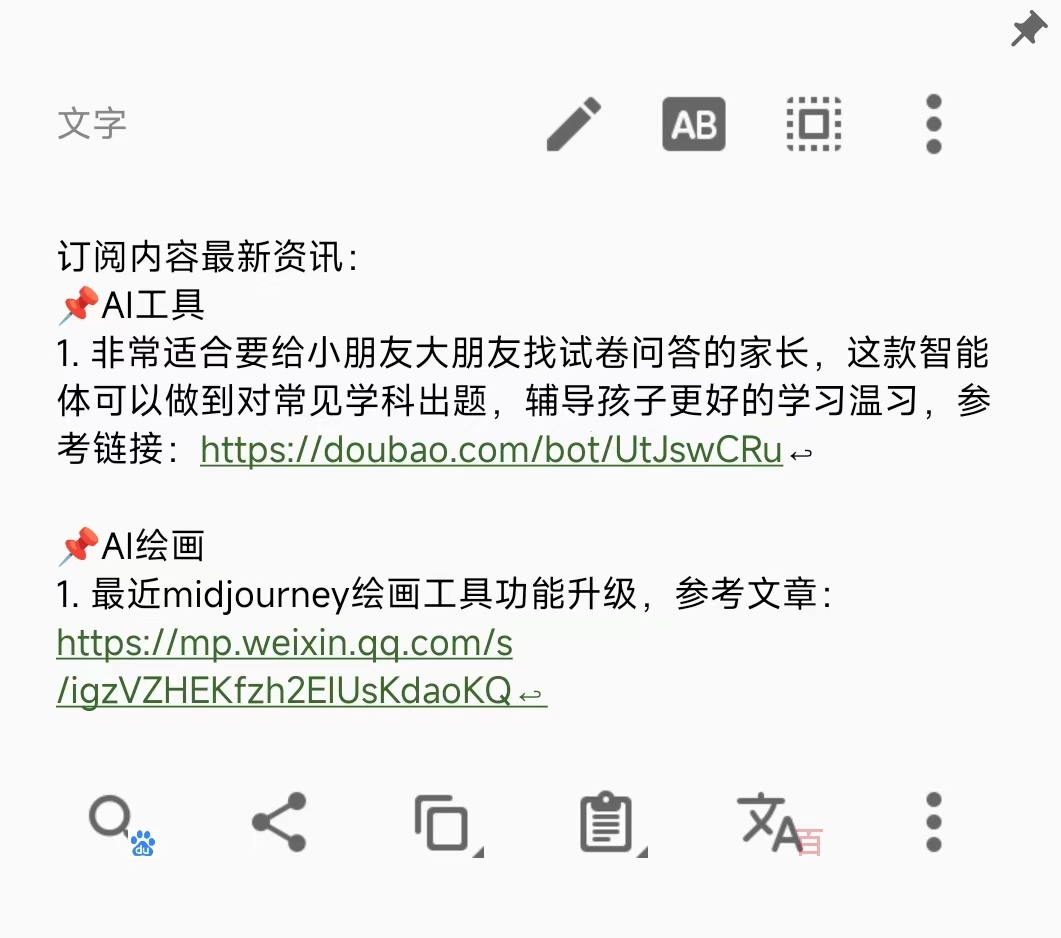 文字
AB
订阅内容最新资讯：
📌AI工具
1. 非常适合要给小朋友大朋友找试卷问答的家长，这款智能
体可以做到对常见学科出题，辅导孩子更好的学习温习，参
考链接：https://doubao.com/bot/UtJswCRu↩
📌AI绘画
1. 最近midjourney绘画工具功能升级，参考文章：
https://mp.weixin.qq.com/s
/igzVZHEKfzh2ElUsKdaoKQ↩
du
文A
百